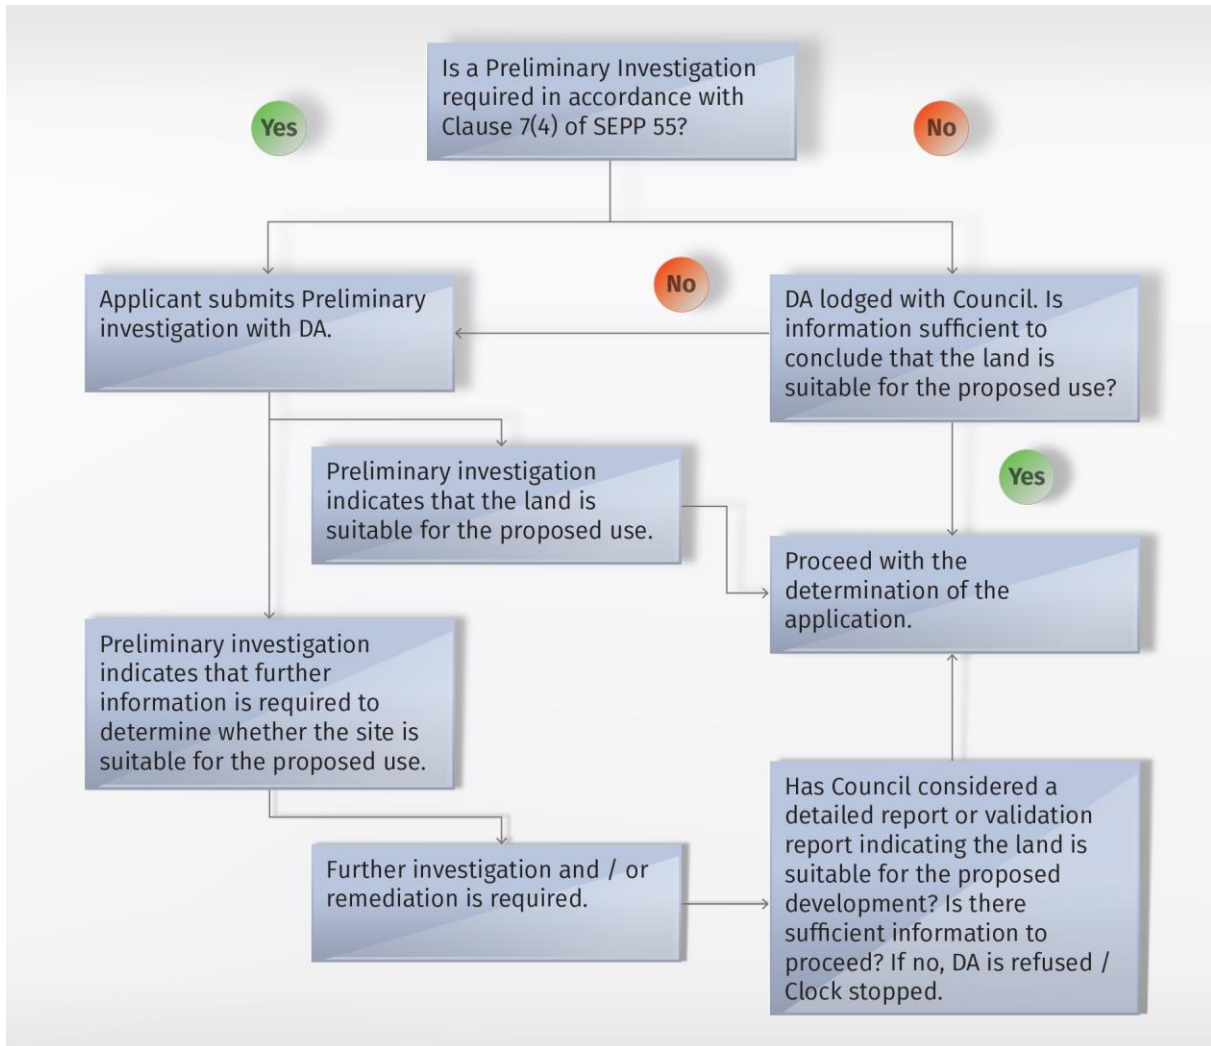 Is a Preliminary Investigation
required in accordance with
Clause 7(4) of SEPP 55?
Yes
No
Applicant submits Preliminary
investigation with DA.
No
DA lodged with Council. Is
information sufficient to
conclude that the land is
suitable for the proposed use?
Preliminary investigation
indicates that the land is
suitable for the proposed use.
Yes
Proceed with the
determination of the
application.
Preliminary investigation
indicates that further
information is required to
determine whether the site is
suitable for the proposed use.
Further investigation and / or
remediation is required.
Has Council considered a
detailed report or validation
report indicating the land is
suitable for the proposed
development? Is there
sufficient information to
proceed? If no, DA is refused /
Clock stopped.